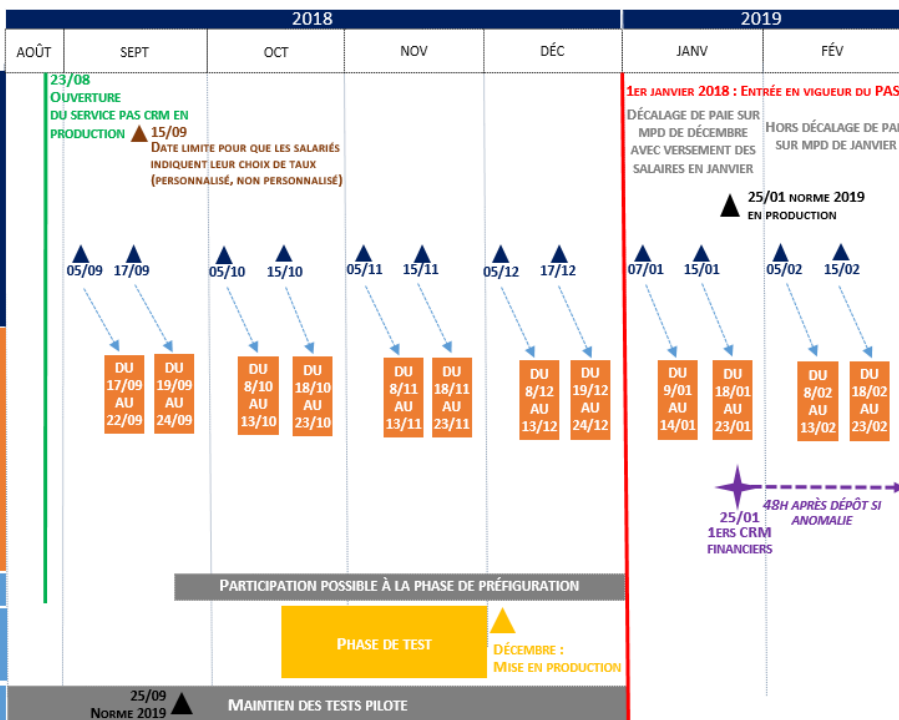 2018
2019
AOÛT
SEPT
OCT
NOV
DÉC
JANV
FÉV
23/08
OUVERTURE
DU SERVICE PAS CRM EN
PRODUCTION
15/09
DATE LIMITE POUR QUE LES SALARIÉS
INDIQUENT LEUR CHOIX DE TAUX
(PERSONNALISÉ, NON PERSONNALISÉ)
1ER JANVIER 2018 : ENTRÉE EN VIGUEUR DU PAS
DÉCALAGE DE PAIE SUR
MPD DE DÉCEMBRE
AVEC VERSEMENT DES
SALAIRES EN JANVIER
HORS DÉCALAGE DE PAI
SUR MPD DE JANVIER
25/01 NORME 2019
EN PRODUCTION
05/09
17/09
05/10
15/10
05/11
15/11
05/12
17/12
07/01
15/01
05/02
15/02
DU
17/09
AU
22/09
DU
19/09
AU
24/09
DU
8/10
AU
13/10
DU
18/10
AU
23/10
DU
8/11
AU
13/11
DU
18/11
AU
23/11
DU
8/12
AU
13/12
DU
19/12
AU
24/12
DU
9/01
AU
14/01
DU
18/01
AU
23/01
DU
8/02
AU
13/02
DU
18/02
AU
23/02
25/01
1ERS CRM
FINANCIERS
48H APRÈS DÉPÔT SI
ANOMALIE
PARTICIPATION POSSIBLE À LA PHASE DE PRÉFIGURATION
PHASE DE TEST
DÉCEMBRE :
MISE EN PRODUCTION
25/09
NORME 2019
MAINTIEN DES TESTS PILOTE